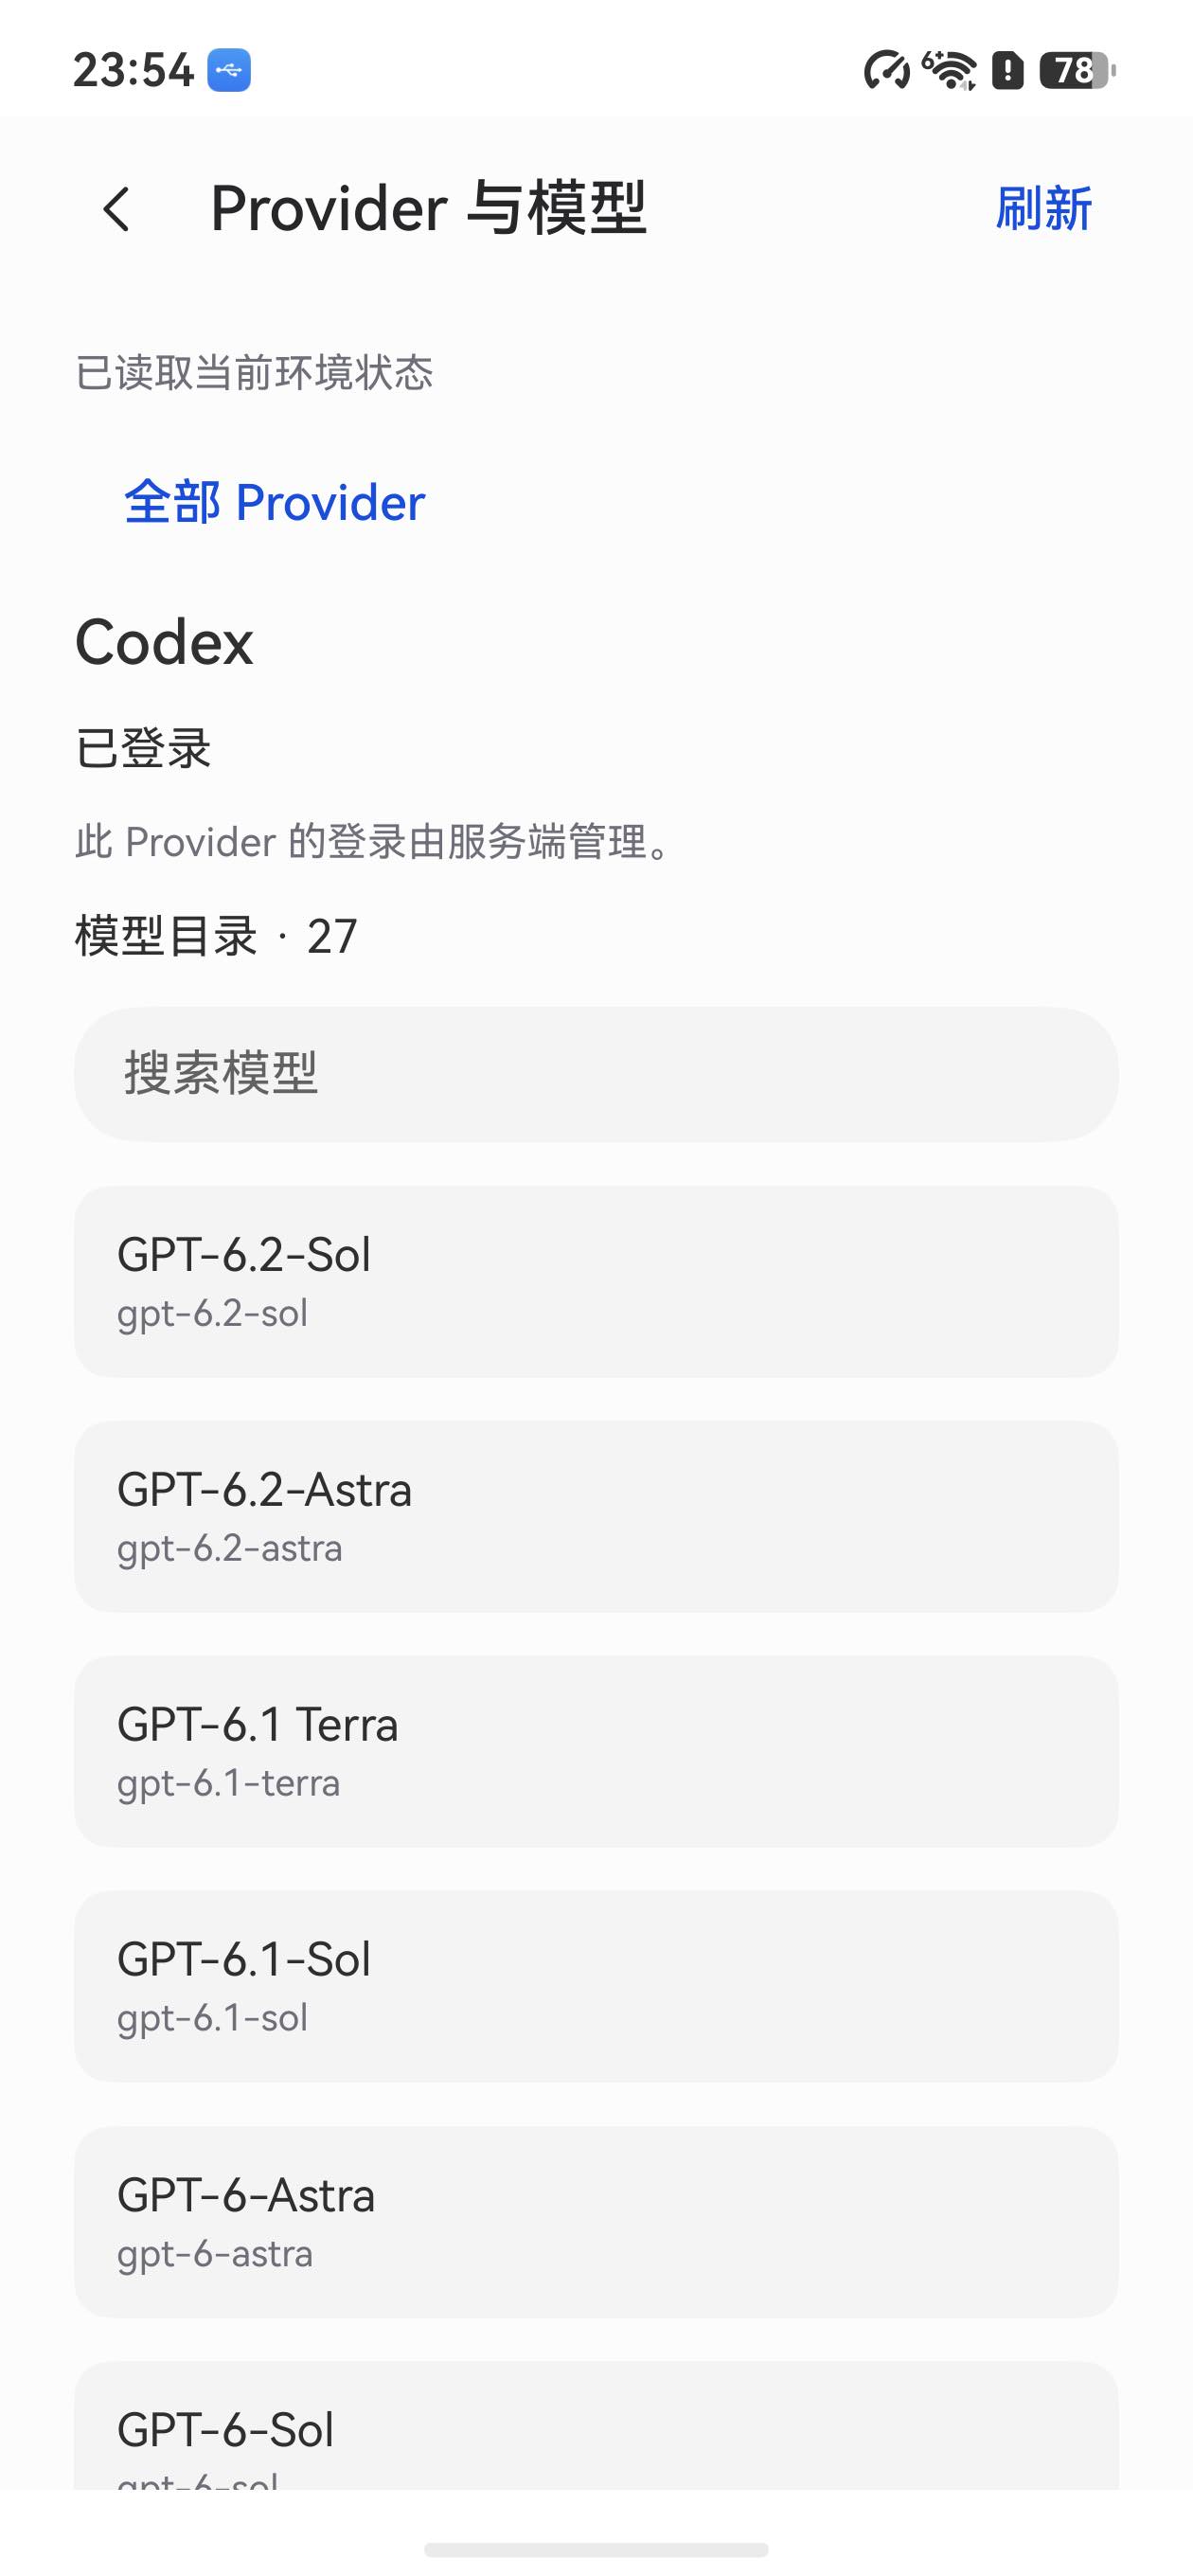 23:54
6+
78
Provider 与模型
刷新
已读取当前环境状态
全部 Provider
Codex
已登录
此 Provider 的登录由服务端管理。
模型目录 · 27
搜索模型
GPT-6.2-Sol
gpt-6.2-sol
GPT-6.2-Astra
gpt-6.2-astra
GPT-6.1 Terra
gpt-6.1-terra
GPT-6.1-Sol
gpt-6.1-sol
GPT-6-Astra
gpt-6-astra
GPT-6-Sol
gpt-6-sol